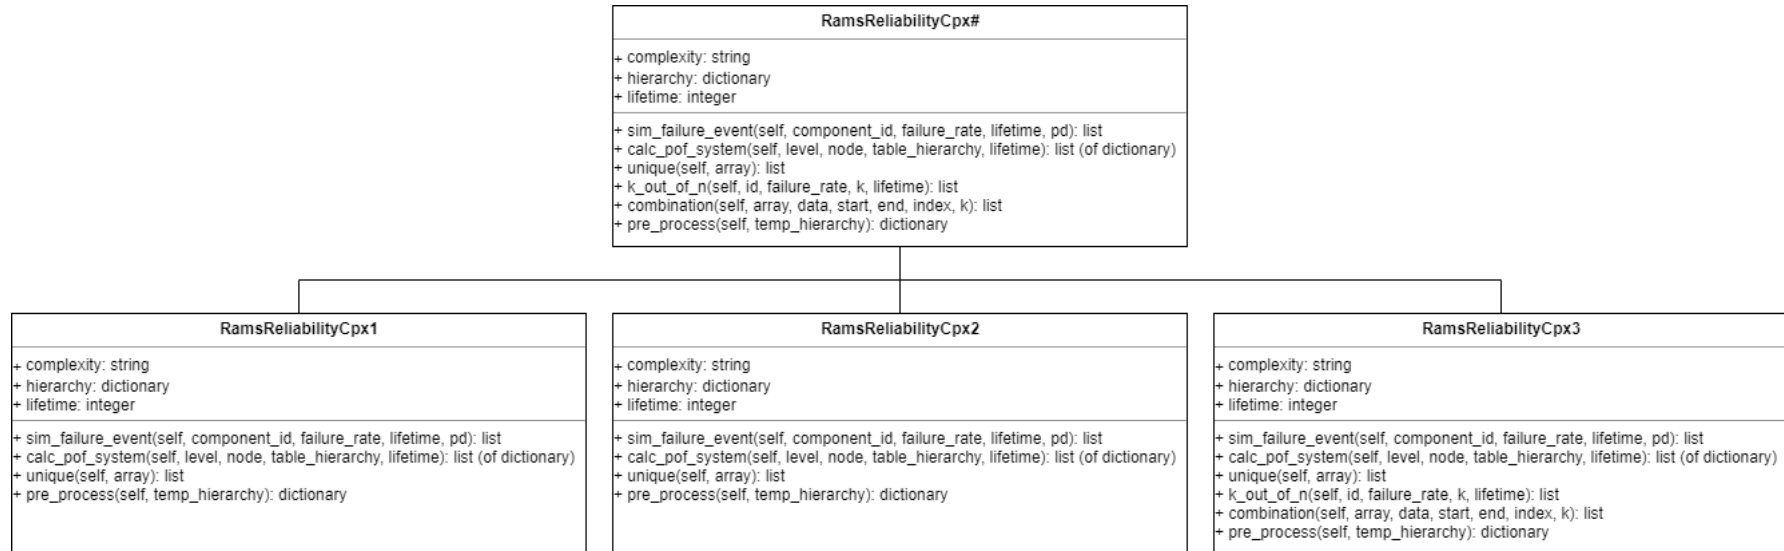 RamsReliabilityCpx#
+ complexity: string
+ hierarchy: dictionary
+ lifetime: integer
+ sim_failure_event(self, component_id, failure_rate, lifetime, pd): list
+ calc_pof_system(self, level, node, table_hierarchy, lifetime): list (of dictionary)
+ unique(self, array): list
+ k_out_of_n(self, id, failure_rate, k, lifetime): list
+ combination(self, array, data, start, end, index, k): list
+ pre_process(self, temp_hierarchy): dictionary
RamsReliabilityCpx1
+ complexity: string
+ hierarchy: dictionary
+ lifetime: integer
+ sim_failure_event(self, component_id, failure_rate, lifetime, pd): list
+ calc_pof_system(self, level, node, table_hierarchy, lifetime): list (of dictionary)
+ unique(self, array): list
+ pre_process(self, temp_hierarchy): dictionary
RamsReliabilityCpx2
+ complexity: string
+ hierarchy: dictionary
+ lifetime: integer
+ sim_failure_event(self, component_id, failure_rate, lifetime, pd): list
+ calc_pof_system(self, level, node, table_hierarchy, lifetime): list (of dictionary)
+ unique(self, array): list
+ pre_process(self, temp_hierarchy): dictionary
RamsReliabilityCpx3
+ complexity: string
+ hierarchy: dictionary
+ lifetime: integer
+ sim_failure_event(self, component_id, failure_rate, lifetime, pd): list
+ calc_pof_system(self, level, node, table_hierarchy, lifetime): list (of dictionary)
+ unique(self, array): list
+ k_out_of_n(self, id, failure_rate, k, lifetime): list
+ combination(self, array, data, start, end, index, k): list
+ pre_process(self, temp_hierarchy): dictionary